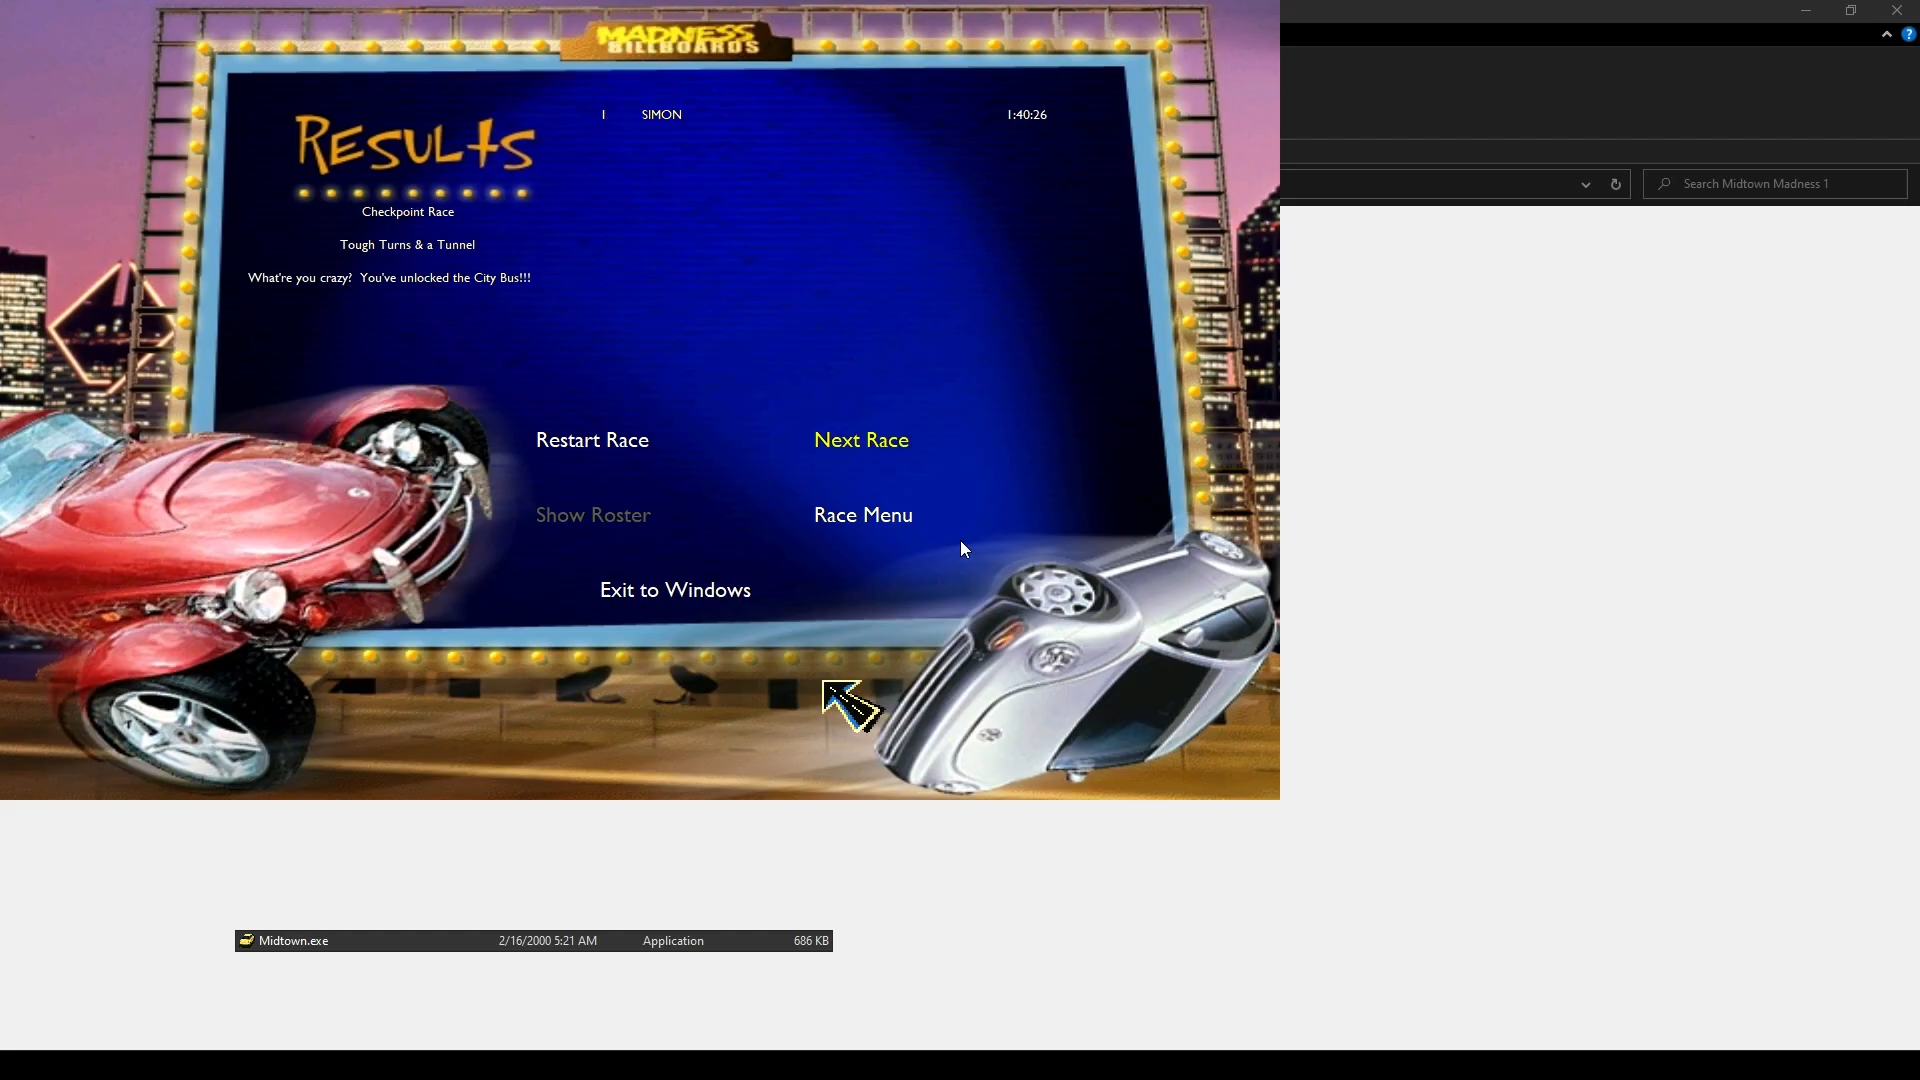 MADNESS
BILLBOARDS
RESULTS
1 SIMON 1:40:26
Checkpoint Race
Tough Turns & a Tunnel
What're you crazy? You've unlocked the City Bus!!!
Restart Race
Next Race
Show Roster
Race Menu
Exit to Windows
Search Midtown Madness 1
Midtown.exe 2/16/2000 5:21 AM Application 686 KB